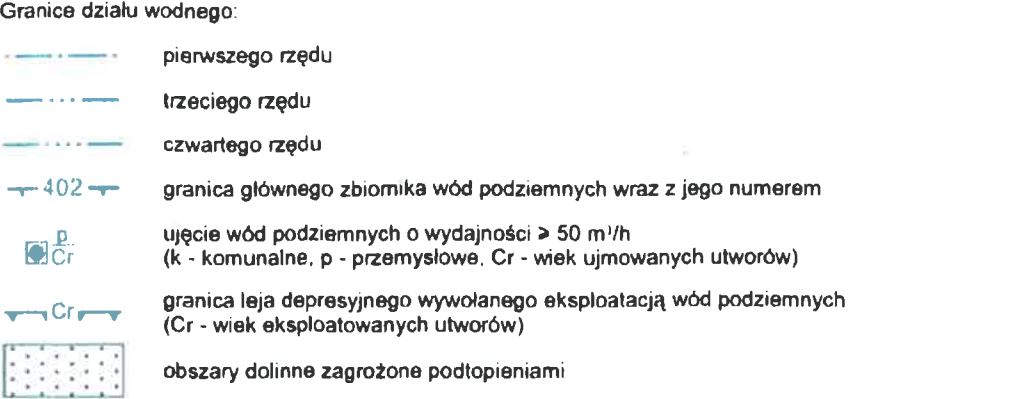 Granice działu wodnego:
pierwszego rzędu
trzeciego rzędu
czwartego rzędu
402 granica głównego zbiornika wód podziemnych wraz z jego numerem
p
Cr
ujęcie wód podziemnych o wydajności ≥ 50 m³/h
(k - komunalne, p - przemysłowe, Cr - wiek ujmowanych utworów)
Cr
granica leja depresyjnego wywołanego eksploatacją wód podziemnych
(Cr - wiek eksploatowanych utworów)
obszary dolinne zagrożone podtopieniami